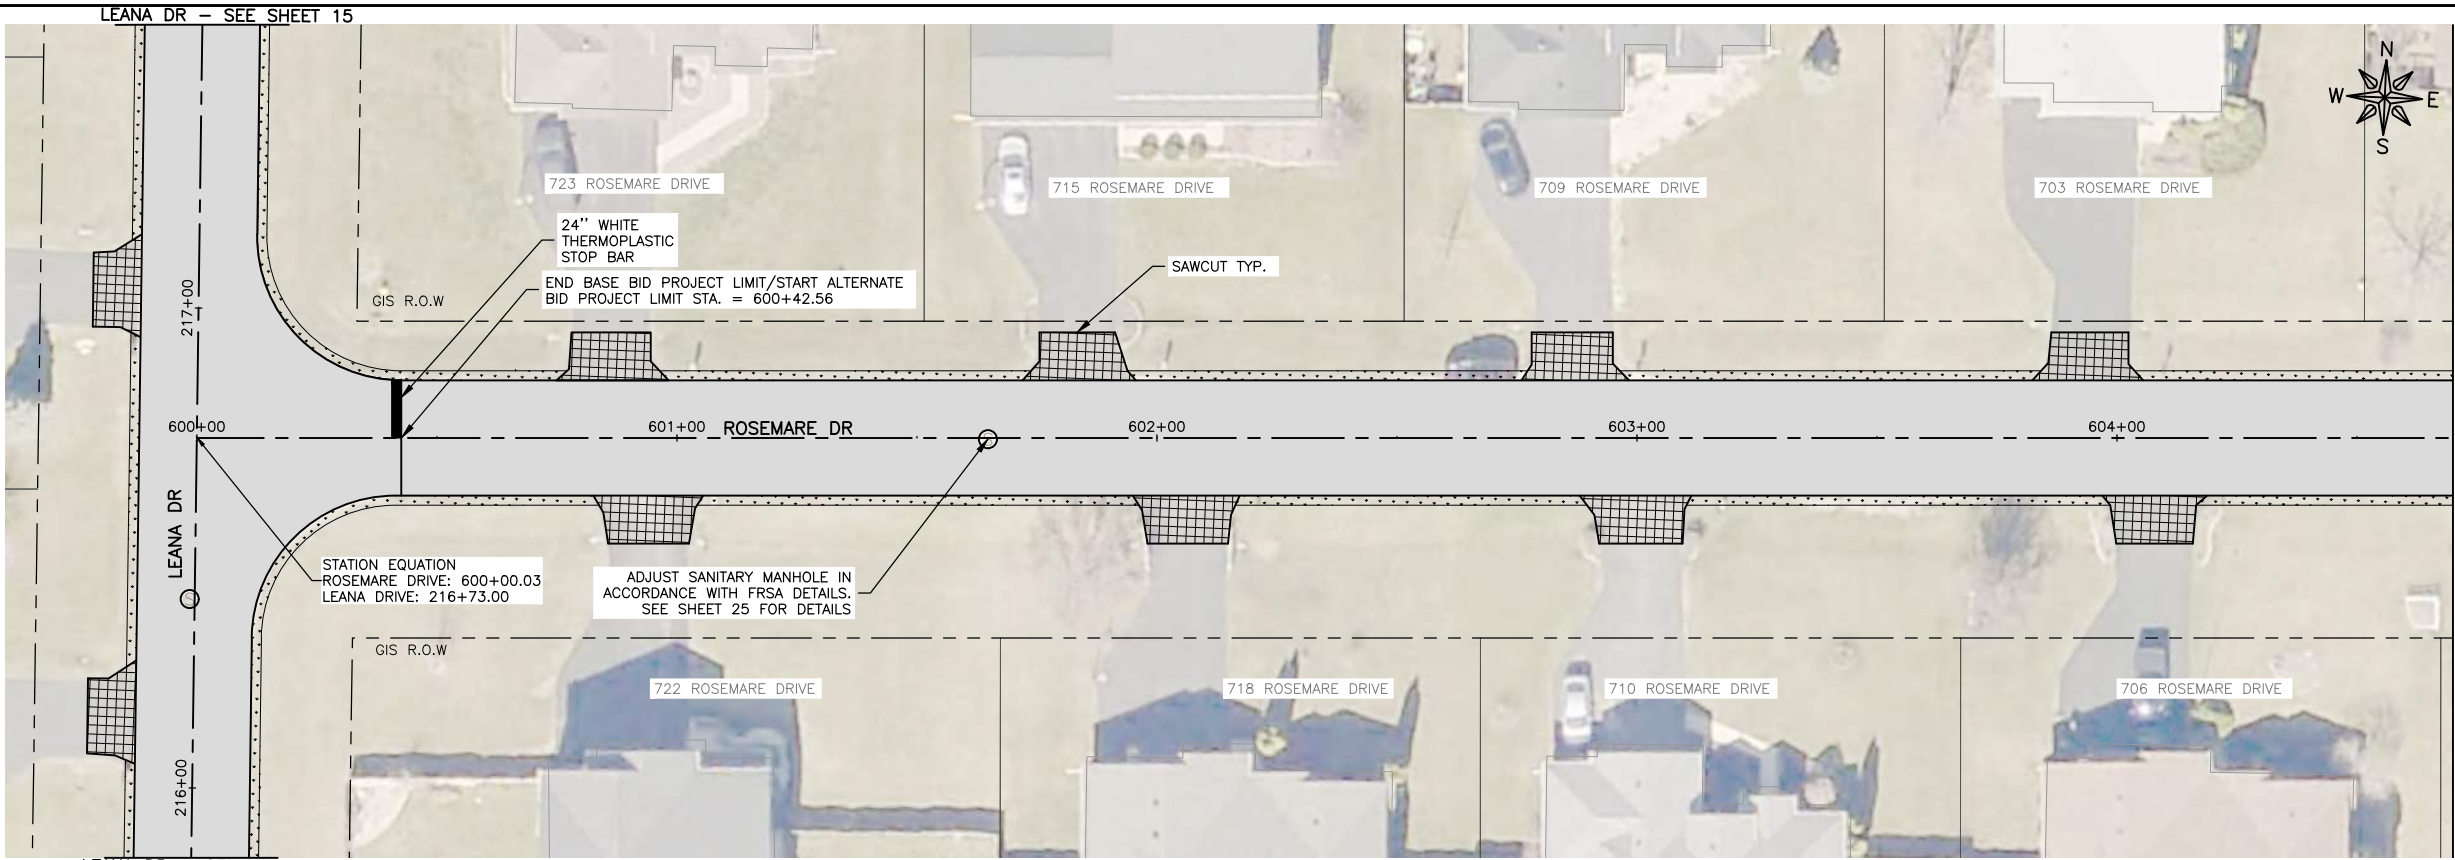 LEANA DR – SEE SHEET 15
N
W
E
S
723 ROSEMARE DRIVE
715 ROSEMARE DRIVE
709 ROSEMARE DRIVE
703 ROSEMARE DRIVE
24'' WHITE
THERMOPLASTIC
STOP BAR
SAWCUT TYP.
END BASE BID PROJECT LIMIT/START ALTERNATE
BID PROJECT LIMIT STA. = 600+42.56
GIS R.O.W
217+00
600+00
601+00
ROSEMARE DR
602+00
603+00
604+00
LEANA DR
STATION EQUATION
ROSEMARE DRIVE: 600+00.03
LEANA DRIVE: 216+73.00
ADJUST SANITARY MANHOLE IN
ACCORDANCE WITH FRSA DETAILS.
SEE SHEET 25 FOR DETAILS
GIS R.O.W
722 ROSEMARE DRIVE
718 ROSEMARE DRIVE
710 ROSEMARE DRIVE
706 ROSEMARE DRIVE
216+00